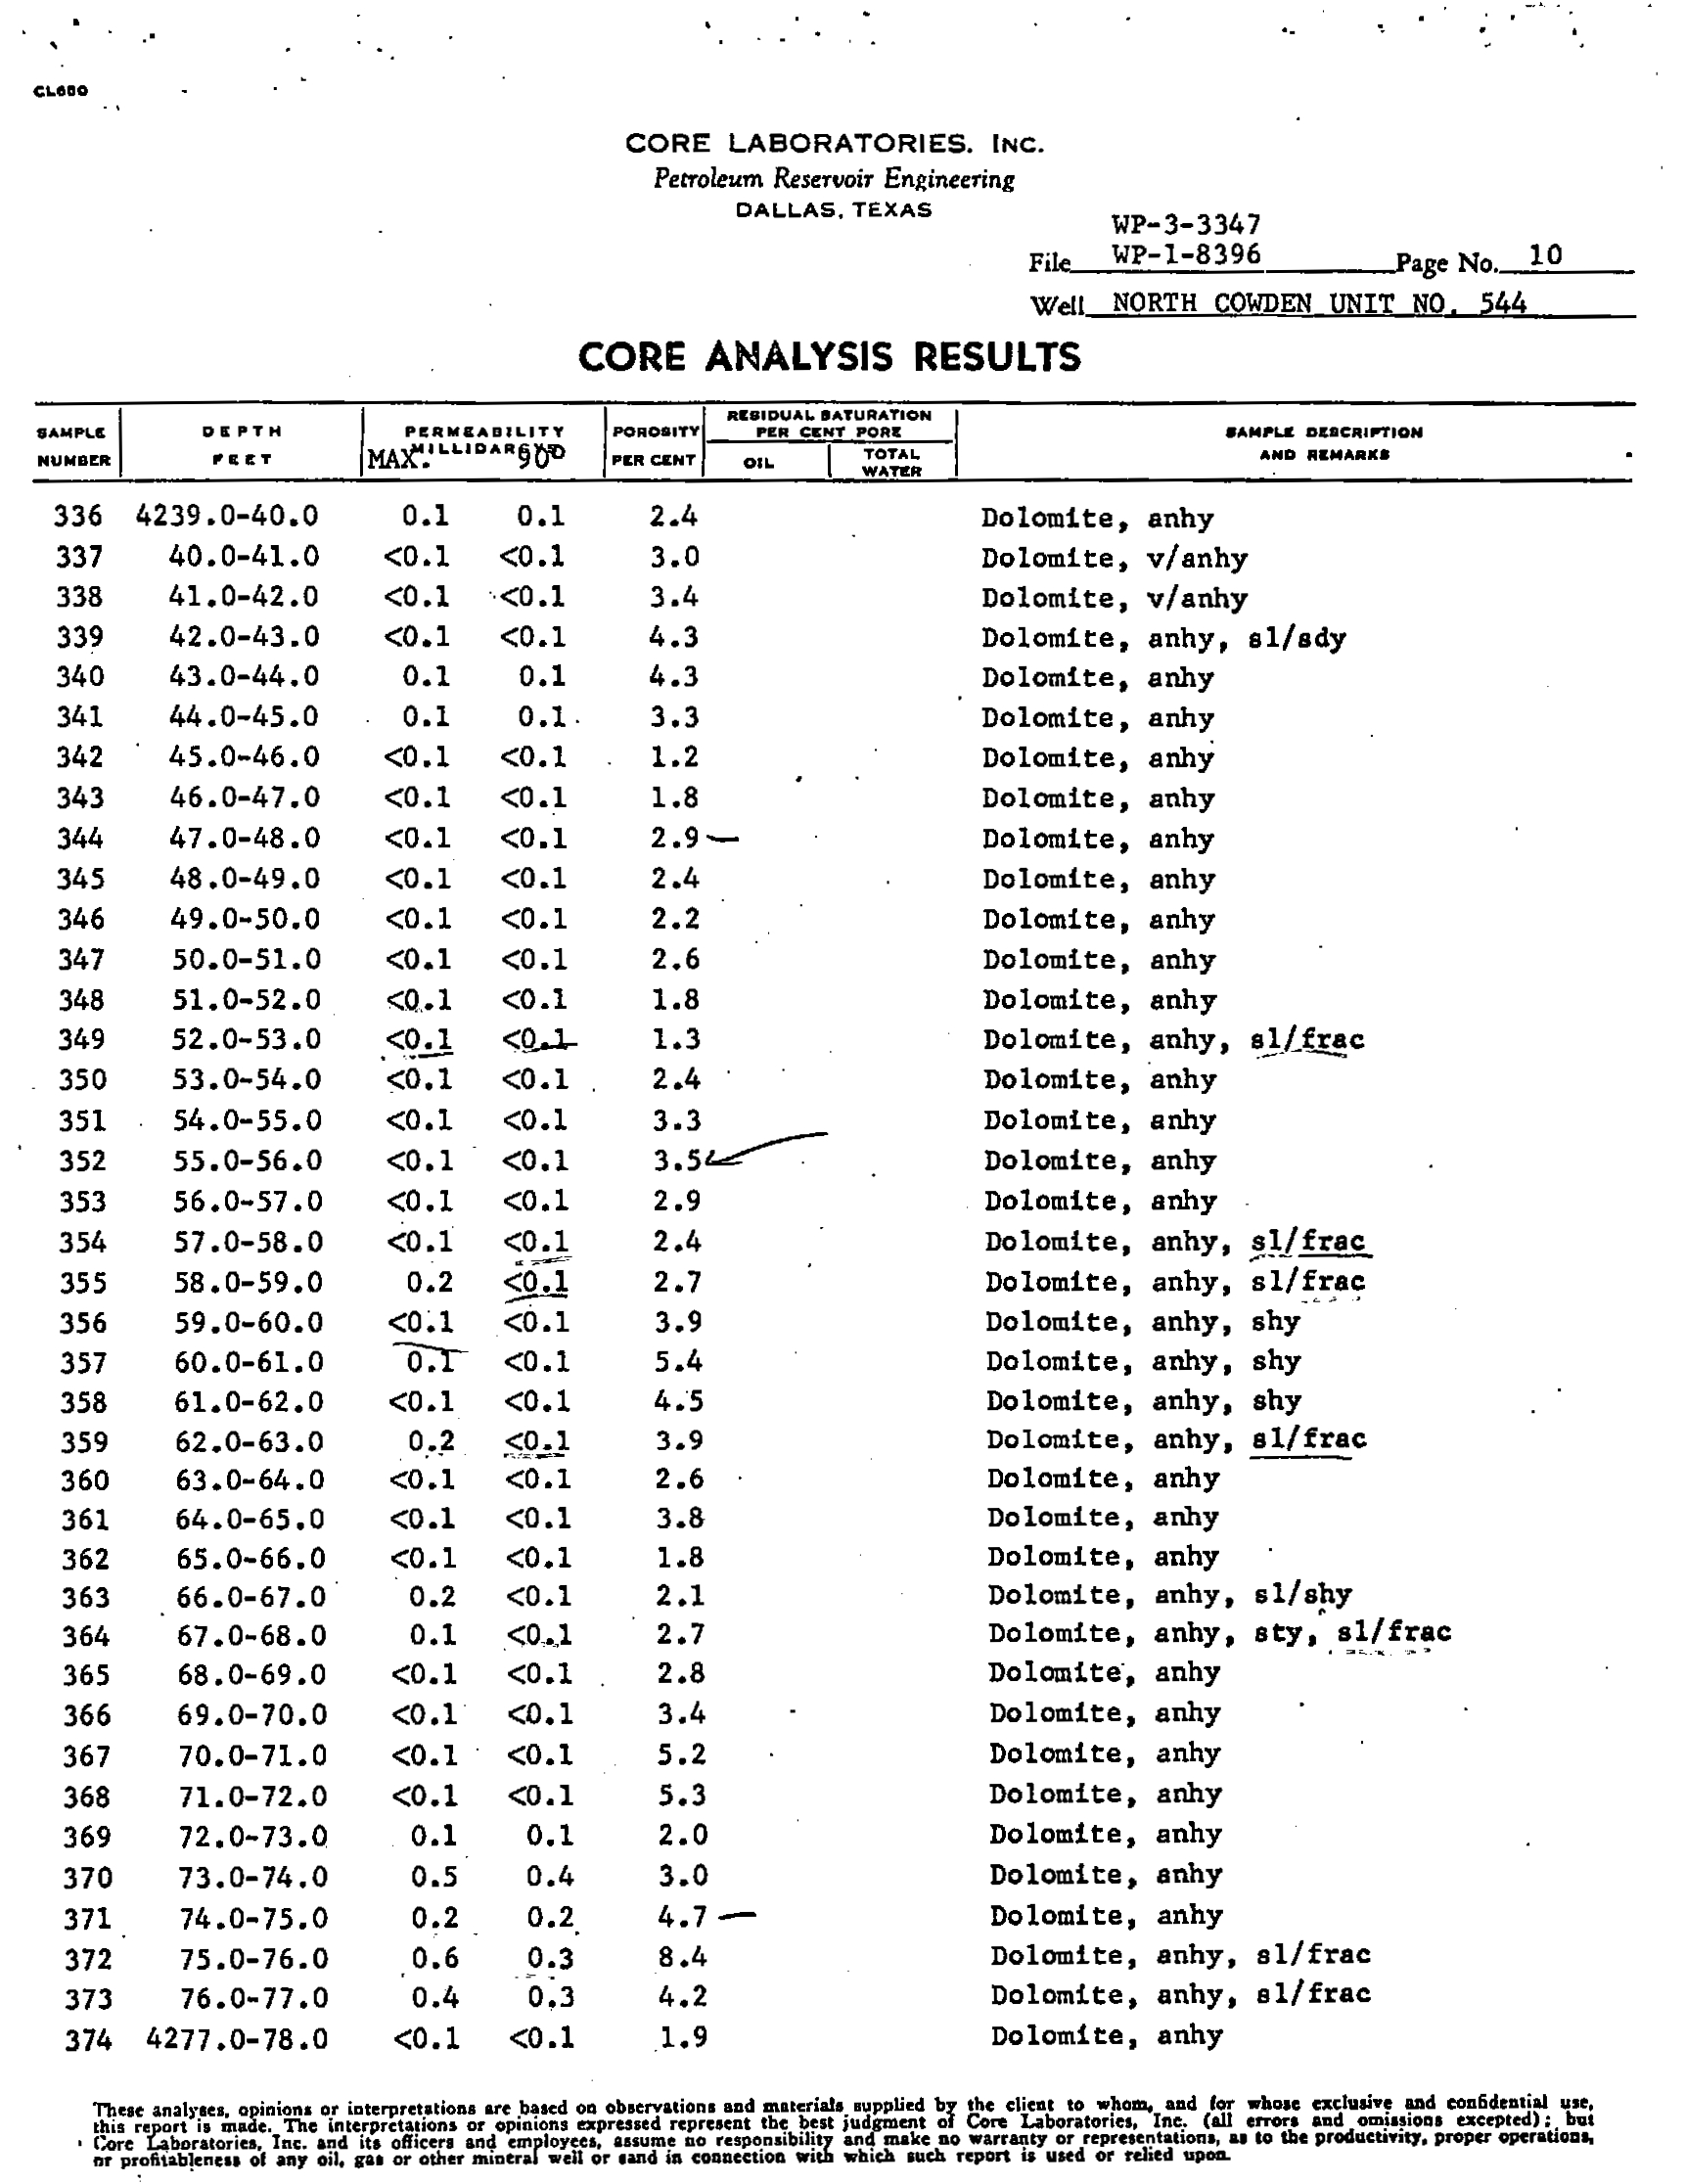 CL680
CORE LABORATORIES. INC.
Petroleum Reservoir Engineering
DALLAS, TEXAS
WP-3-3347
File WP-1-8396 Page No. 10
Well NORTH COWDEN UNIT NO. 544
CORE ANALYSIS RESULTS
SAMPLE NUMBER DEPTH FEET PERMEABILITY MILLIDARCYS MAX. 90° POROSITY PER CENT RESIDUAL SATURATION PER CENT PORE OIL TOTAL WATER SAMPLE DESCRIPTION AND REMARKS
336 4239.0-40.0 0.1 0.1 2.4 Dolomite, anhy
337 40.0-41.0 <0.1 <0.1 3.0 Dolomite, v/anhy
338 41.0-42.0 <0.1 <0.1 3.4 Dolomite, v/anhy
339 42.0-43.0 <0.1 <0.1 4.3 Dolomite, anhy, sl/sdy
340 43.0-44.0 0.1 0.1 4.3 Dolomite, anhy
341 44.0-45.0 0.1 0.1 3.3 Dolomite, anhy
342 45.0-46.0 <0.1 <0.1 1.2 Dolomite, anhy
343 46.0-47.0 <0.1 <0.1 1.8 Dolomite, anhy
344 47.0-48.0 <0.1 <0.1 2.9 Dolomite, anhy
345 48.0-49.0 <0.1 <0.1 2.4 Dolomite, anhy
346 49.0-50.0 <0.1 <0.1 2.2 Dolomite, anhy
347 50.0-51.0 <0.1 <0.1 2.6 Dolomite, anhy
348 51.0-52.0 <0.1 <0.1 1.8 Dolomite, anhy
349 52.0-53.0 <0.1 <0.1 1.3 Dolomite, anhy, sl/frac
350 53.0-54.0 <0.1 <0.1 2.4 Dolomite, anhy
351 54.0-55.0 <0.1 <0.1 3.3 Dolomite, anhy
352 55.0-56.0 <0.1 <0.1 3.5 Dolomite, anhy
353 56.0-57.0 <0.1 <0.1 2.9 Dolomite, anhy
354 57.0-58.0 <0.1 <0.1 2.4 Dolomite, anhy, sl/frac
355 58.0-59.0 0.2 <0.1 2.7 Dolomite, anhy, sl/frac
356 59.0-60.0 <0.1 <0.1 3.9 Dolomite, anhy, shy
357 60.0-61.0 0.1 <0.1 5.4 Dolomite, anhy, shy
358 61.0-62.0 <0.1 <0.1 4.5 Dolomite, anhy, shy
359 62.0-63.0 0.2 <0.1 3.9 Dolomite, anhy, sl/frac
360 63.0-64.0 <0.1 <0.1 2.6 Dolomite, anhy
361 64.0-65.0 <0.1 <0.1 3.8 Dolomite, anhy
362 65.0-66.0 <0.1 <0.1 1.8 Dolomite, anhy
363 66.0-67.0 0.2 <0.1 2.1 Dolomite, anhy, sl/shy
364 67.0-68.0 0.1 <0.1 2.7 Dolomite, anhy, sty, sl/frac
365 68.0-69.0 <0.1 <0.1 2.8 Dolomite, anhy
366 69.0-70.0 <0.1 <0.1 3.4 Dolomite, anhy
367 70.0-71.0 <0.1 <0.1 5.2 Dolomite, anhy
368 71.0-72.0 <0.1 <0.1 5.3 Dolomite, anhy
369 72.0-73.0 0.1 0.1 2.0 Dolomite, anhy
370 73.0-74.0 0.5 0.4 3.0 Dolomite, anhy
371 74.0-75.0 0.2 0.2 4.7 Dolomite, anhy
372 75.0-76.0 0.6 0.3 8.4 Dolomite, anhy, sl/frac
373 76.0-77.0 0.4 0.3 4.2 Dolomite, anhy, sl/frac
374 4277.0-78.0 <0.1 <0.1 1.9 Dolomite, anhy
These analyses, opinions or interpretations are based on observations and materials supplied by the client to whom, and for whose exclusive and confidential use,
this report is made. The interpretations or opinions expressed represent the best judgment of Core Laboratories, Inc. (all errors and omissions excepted); but
Core Laboratories, Inc. and its officers and employees, assume no responsibility and make no warranty or representations, as to the productivity, proper operations,
or profitableness of any oil, gas or other mineral well or sand in connection with which such report is used or relied upon.